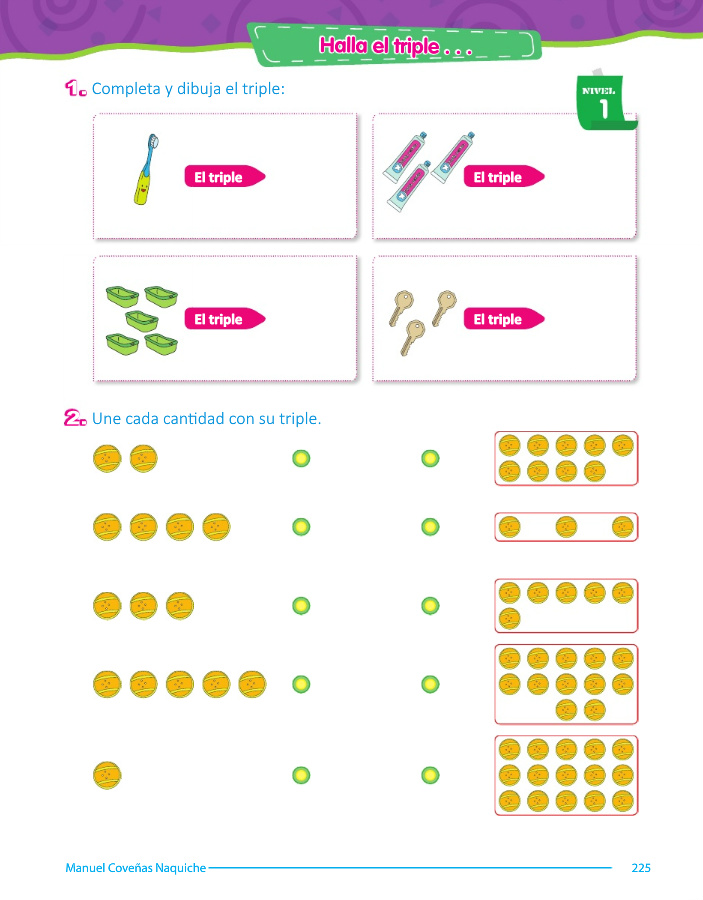 Halla el triple . . .
1. Completa y dibuja el triple:
NIVEL
1
El triple
El triple
El triple
El triple
2. Une cada cantidad con su triple.
Manuel Coveñas Naquiche
225